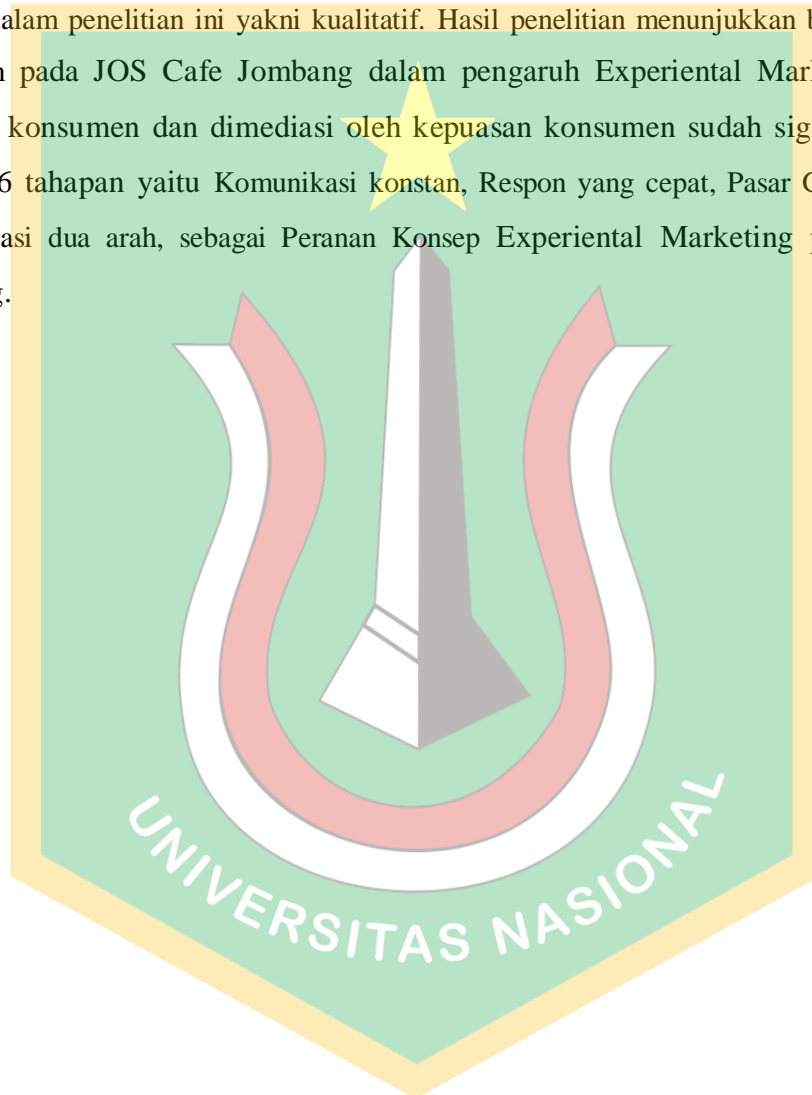 alam penelitian ini yakni kualitatif. Hasil penelitian menunjukkan
pada JOS Cafe Jombang dalam pengaruh Experiental
konsumen dan dimediasi oleh kepuasan konsumen sudah
6 tahapan yaitu Komunikasi konstan, Respon yang cepat, Pasar
asi dua arah, sebagai Peranan Konsep Experiental Marketing
g.
UNIVERSITAS NASIONAL